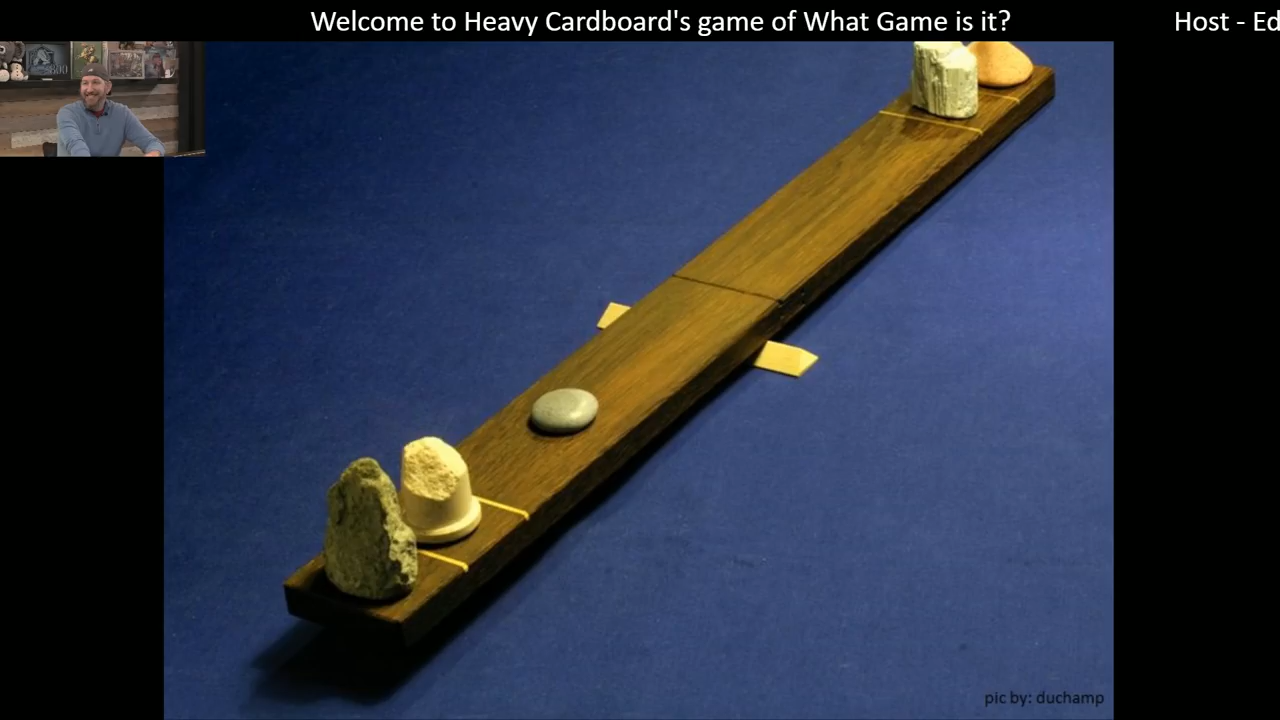 Welcome to Heavy Cardboard's game of What Game is it?
Host - Ed
pic by: duchamp